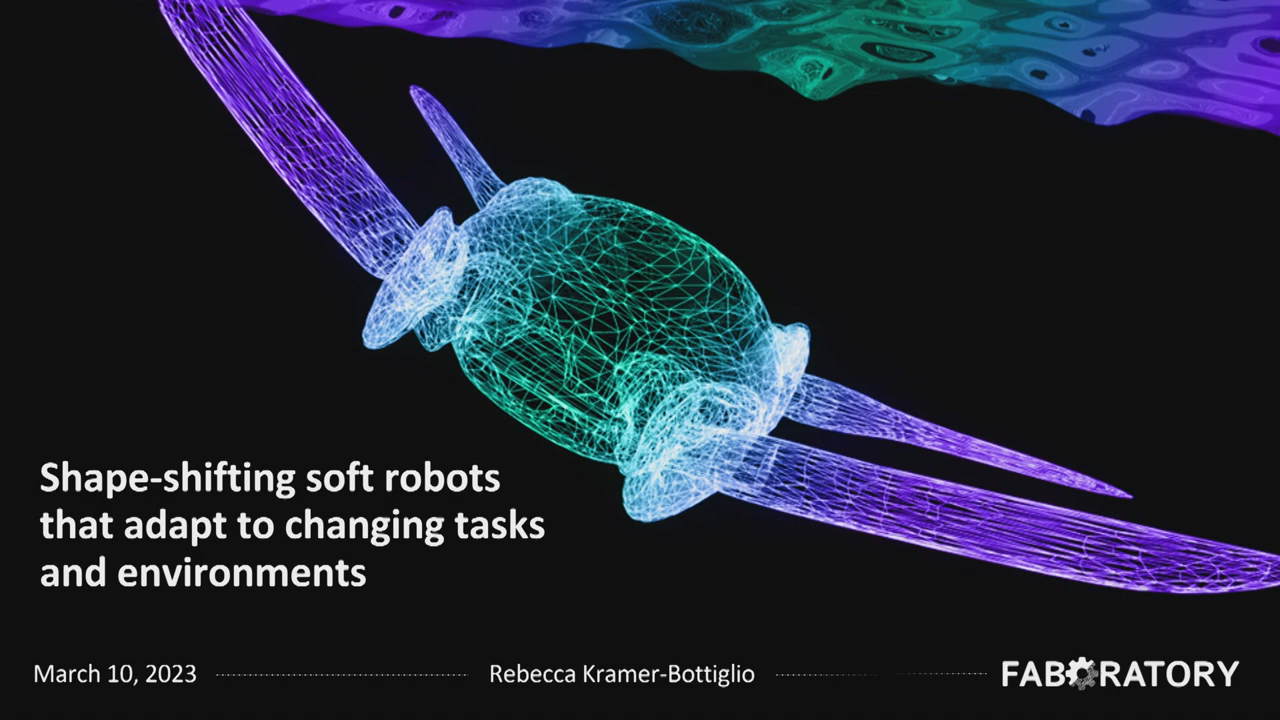 Shape-shifting soft robots
that adapt to changing tasks
and environments
March 10, 2023
Rebecca Kramer-Bottiglio
FABORATORY